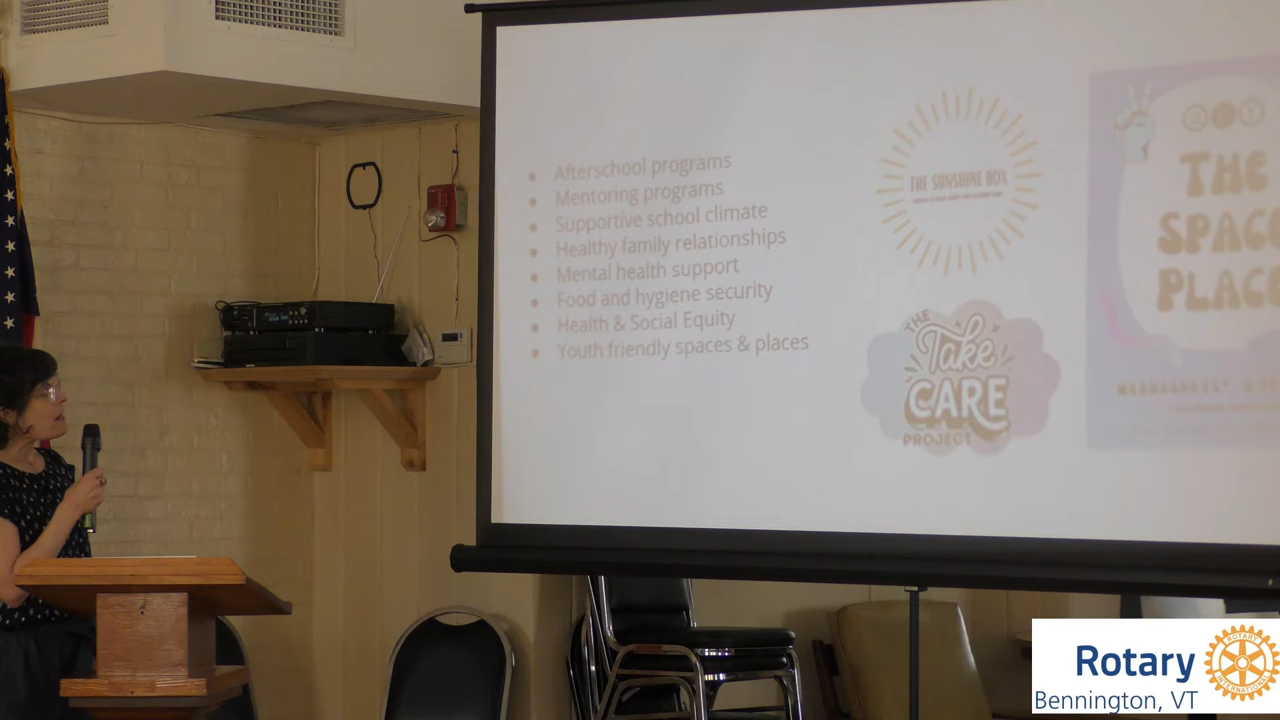 Afterschool programs
Mentoring programs
Supportive school climate
Healthy family relationships
Mental health support
Food and hygiene security
Health & Social Equity
Youth friendly spaces & places
THE SUNSHINE BOX
THE
Take
CARE
PROJECT
THE
SPACE
PLACE
Rotary
Bennington, VT
ROTARY
INTERNATIONAL